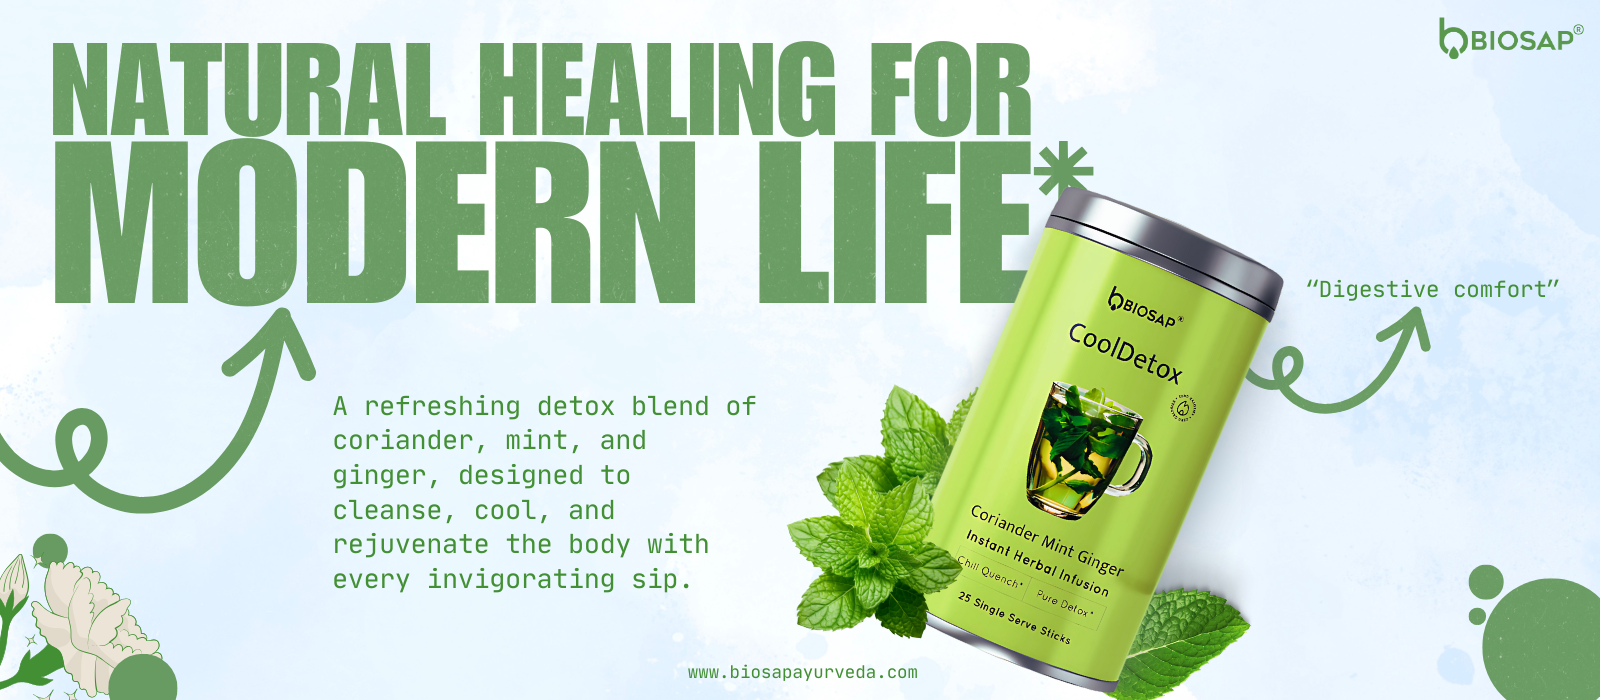 NATURAL HEALING FOR
MODERN LIFE*
BIOSAP®
"Digestive comfort"
A refreshing detox blend of
coriander, mint, and
ginger, designed to
cleanse, cool, and
rejuvenate the body with
every invigorating sip.
BIOSAP®
CoolDetox
Coriander Mint Ginger
Instant Herbal Infusion
Chill Quench*
Pure Detox*
25 Single Serve Sticks
www.biosapayurveda.com